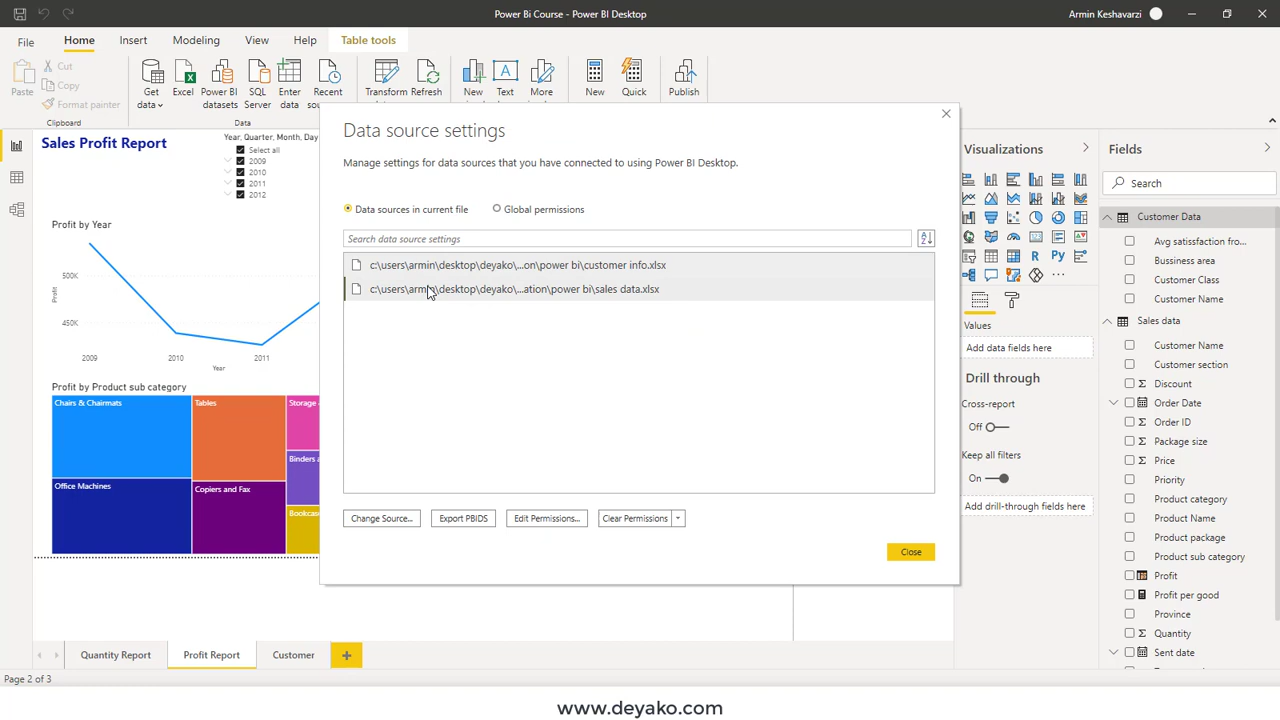 Power Bi Course - Power BI Desktop
Armin Keshavarzi
File
Home
Insert
Modeling
View
Help
Table tools
Paste
Cut
Copy
Format painter
Clipboard
Get data
Excel
Power BI datasets
SQL Server
Enter data
Recent
Data
Transform
Refresh
New
Text
More
New
Quick
Publish
Sales Profit Report
Year, Quarter, Month, Day
Select all
2009
2010
2011
2012
Profit by Year
500K
450K
Profit
2009
2010
2011
Year
Profit by Product sub category
Chairs & Chairmats
Tables
Storage
Office Machines
Copiers and Fax
Binders a
Bookcas
Data source settings
Manage settings for data sources that you have connected to using Power BI Desktop.
Data sources in current file
Global permissions
Search data source settings
c:\users\armin\desktop\deyako\...on\power bi\customer info.xlsx
c:\users\armin\desktop\deyako\...ation\power bi\sales data.xlsx
Change Source...
Export PBIDS
Edit Permissions...
Clear Permissions
Close
Visualizations
R
Py
Values
Add data fields here
Drill through
Cross-report
Off
Keep all filters
On
Add drill-through fields here
Fields
Search
Customer Data
Avg satisfaction fro...
Bussiness area
Customer Class
Customer Name
Sales data
Customer Name
Customer section
Discount
Order Date
Order ID
Package size
Price
Priority
Product category
Product Name
Product package
Product sub category
Profit
Profit per good
Province
Quantity
Sent date
Quantity Report
Profit Report
Customer
Page 2 of 3
www.deyako.com